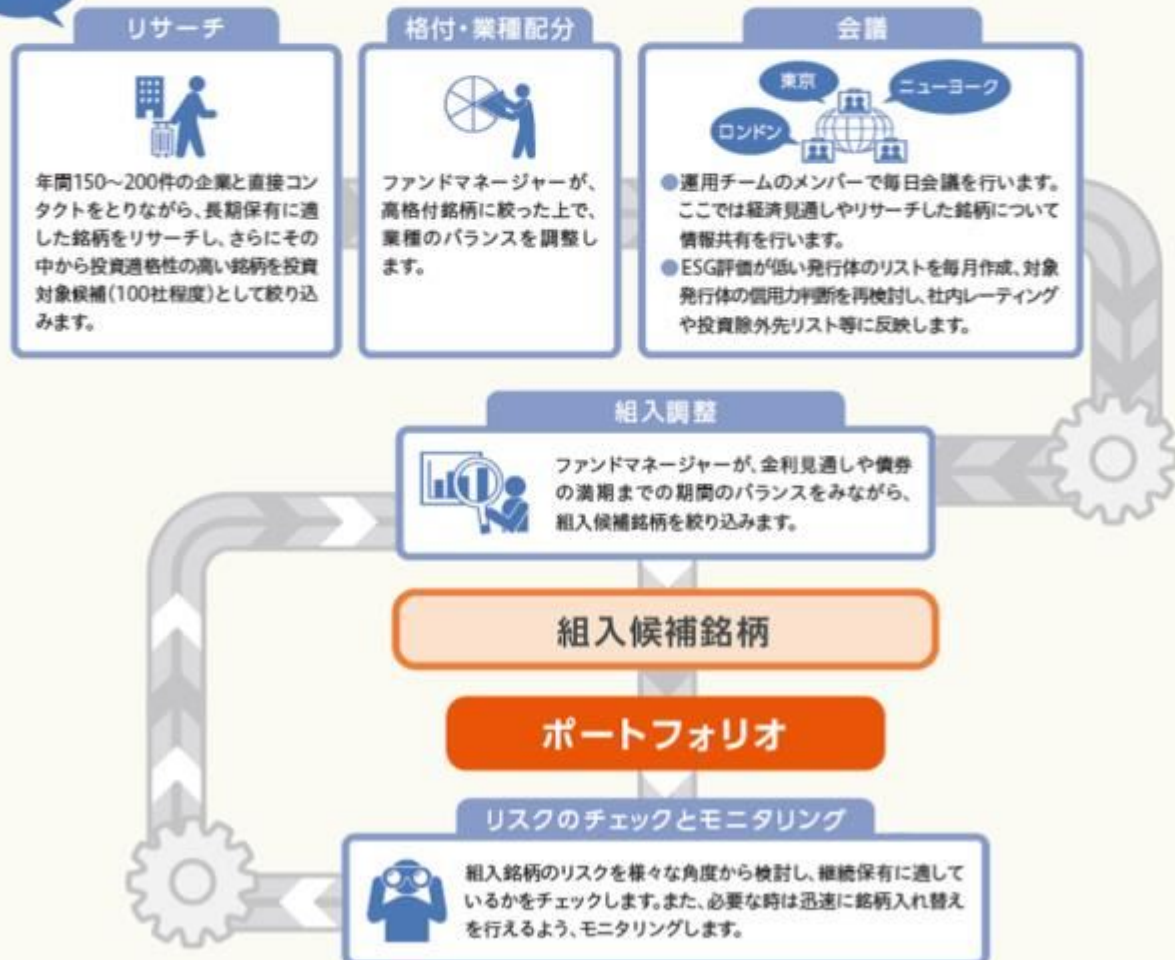 リサーチ
年間150～200件の企業と直接コン
タクトをとりながら、長期保有に適
した銘柄をリサーチし、さらにその
中から投資適格性の高い銘柄を投資
対象候補(100社程度)として絞り込
みます。
格付・業種配分
ファンドマネージャーが、
高格付銘柄に絞った上で、
業種のバランスを調整し
ます。
会議
東京
ニューヨーク
ロンドン
●運用チームのメンバーで毎日会議を行います。
ここでは経済見通しやリサーチした銘柄について
情報共有を行います。
●ESG評価が低い発行体のリストを毎月作成、対象
発行体の信用力判断を再検討し、社内レーティング
や投資除外先リスト等に反映します。
組入調整
ファンドマネージャーが、金利見通しや債券
の満期までの期間のバランスをみながら、
組入候補銘柄を絞り込みます。
組入候補銘柄
ポートフォリオ
リスクのチェックとモニタリング
組入銘柄のリスクを様々な角度から検討し、継続保有に適して
いるかをチェックします。また、必要な時は迅速に銘柄入れ替え
を行えるよう、モニタリングします。